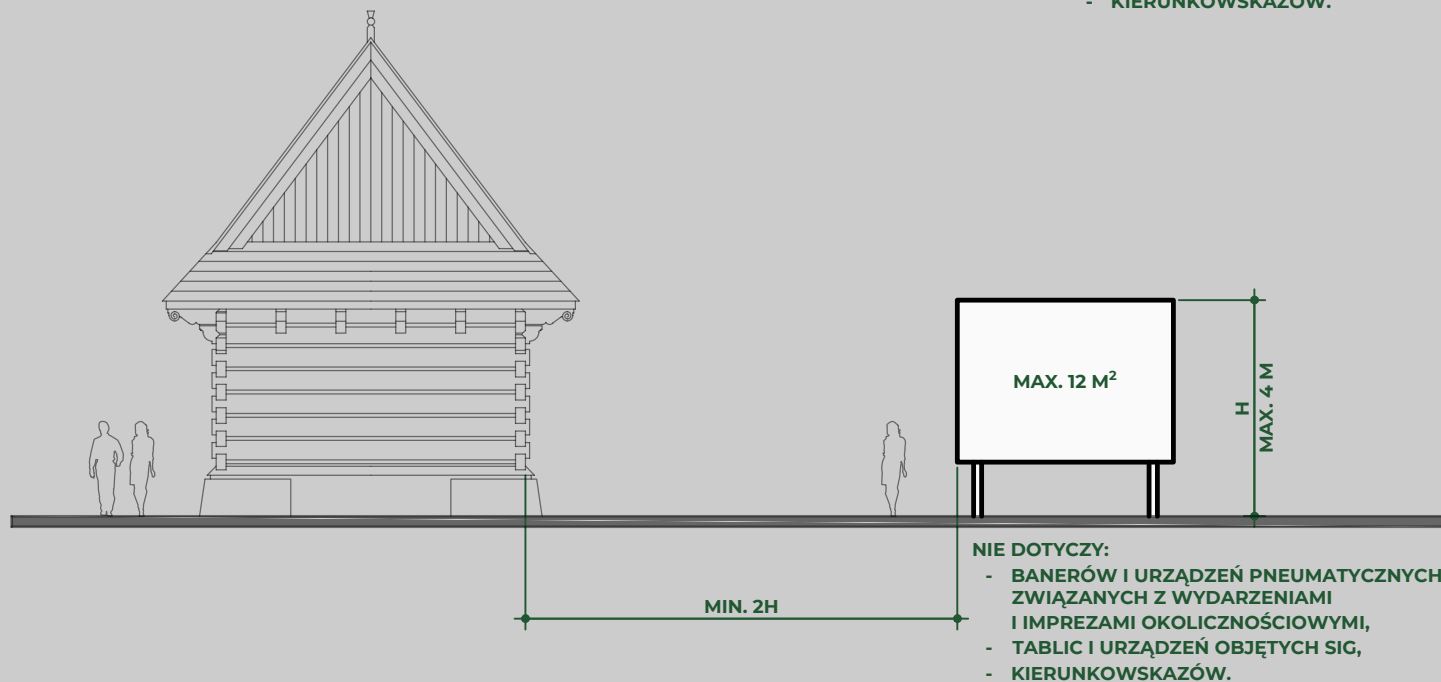 - KIERUNKOWSKAZÓW.
MAX. 12 M²
H
MAX. 4 M
MIN. 2H
NIE DOTYCZY:
- BANERÓW I URZĄDZEŃ PNEUMATYCZNYCH
ZWIĄZANYCH Z WYDARZENIAMI
I IMPREZAMI OKOLICZNOŚCIOWYMI,
- TABLIC I URZĄDZEŃ OBJĘTYCH SIG,
- KIERUNKOWSKAZÓW.